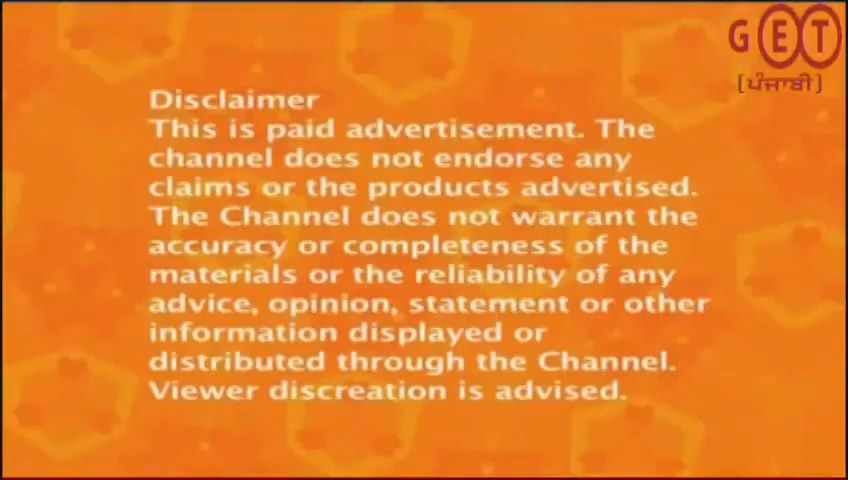 GET
[ਪੰਜਾਬੀ]
Disclaimer
This is paid advertisement. The
channel does not endorse any
claims or the products advertised.
The Channel does not warrant the
accuracy or completeness of the
materials or the reliability of any
advice, opinion, statement or other
information displayed or
distributed through the Channel.
Viewer discreation is advised.